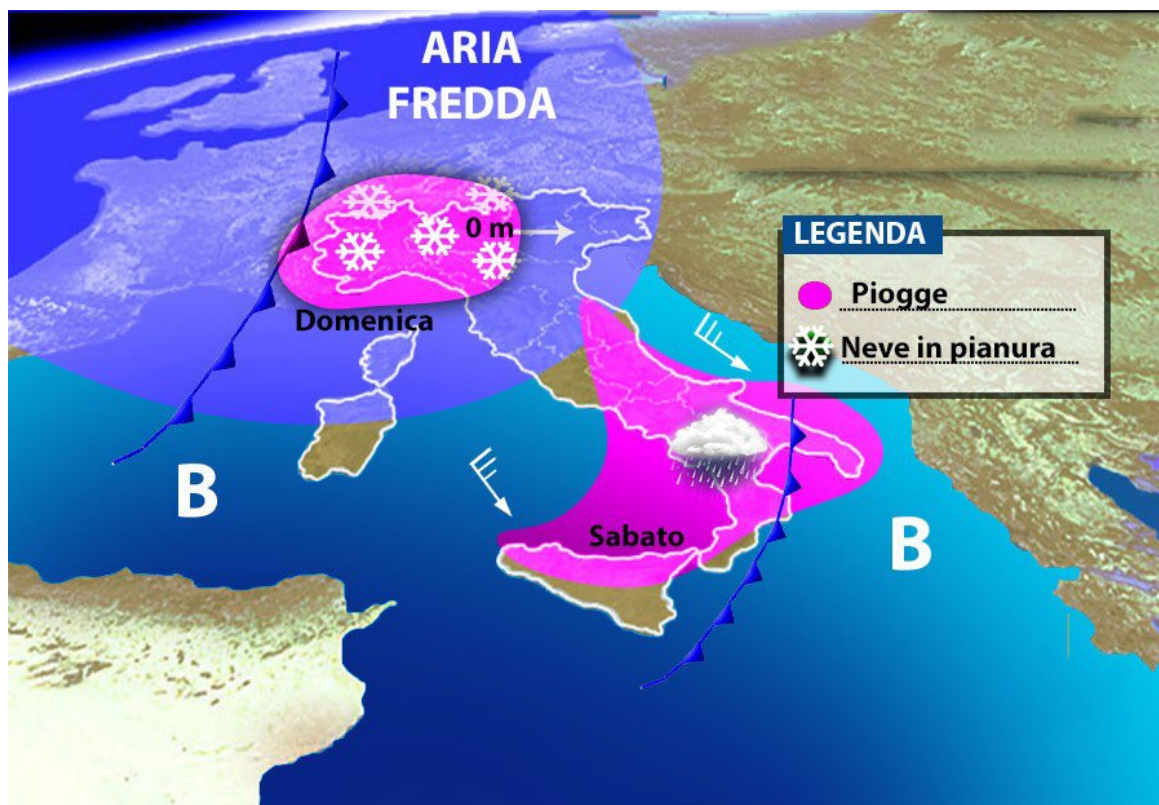 ARIA
FREDDA
0 m
LEGENDA
Piogge
Neve in pianura
Domenica
B
Sabato
B